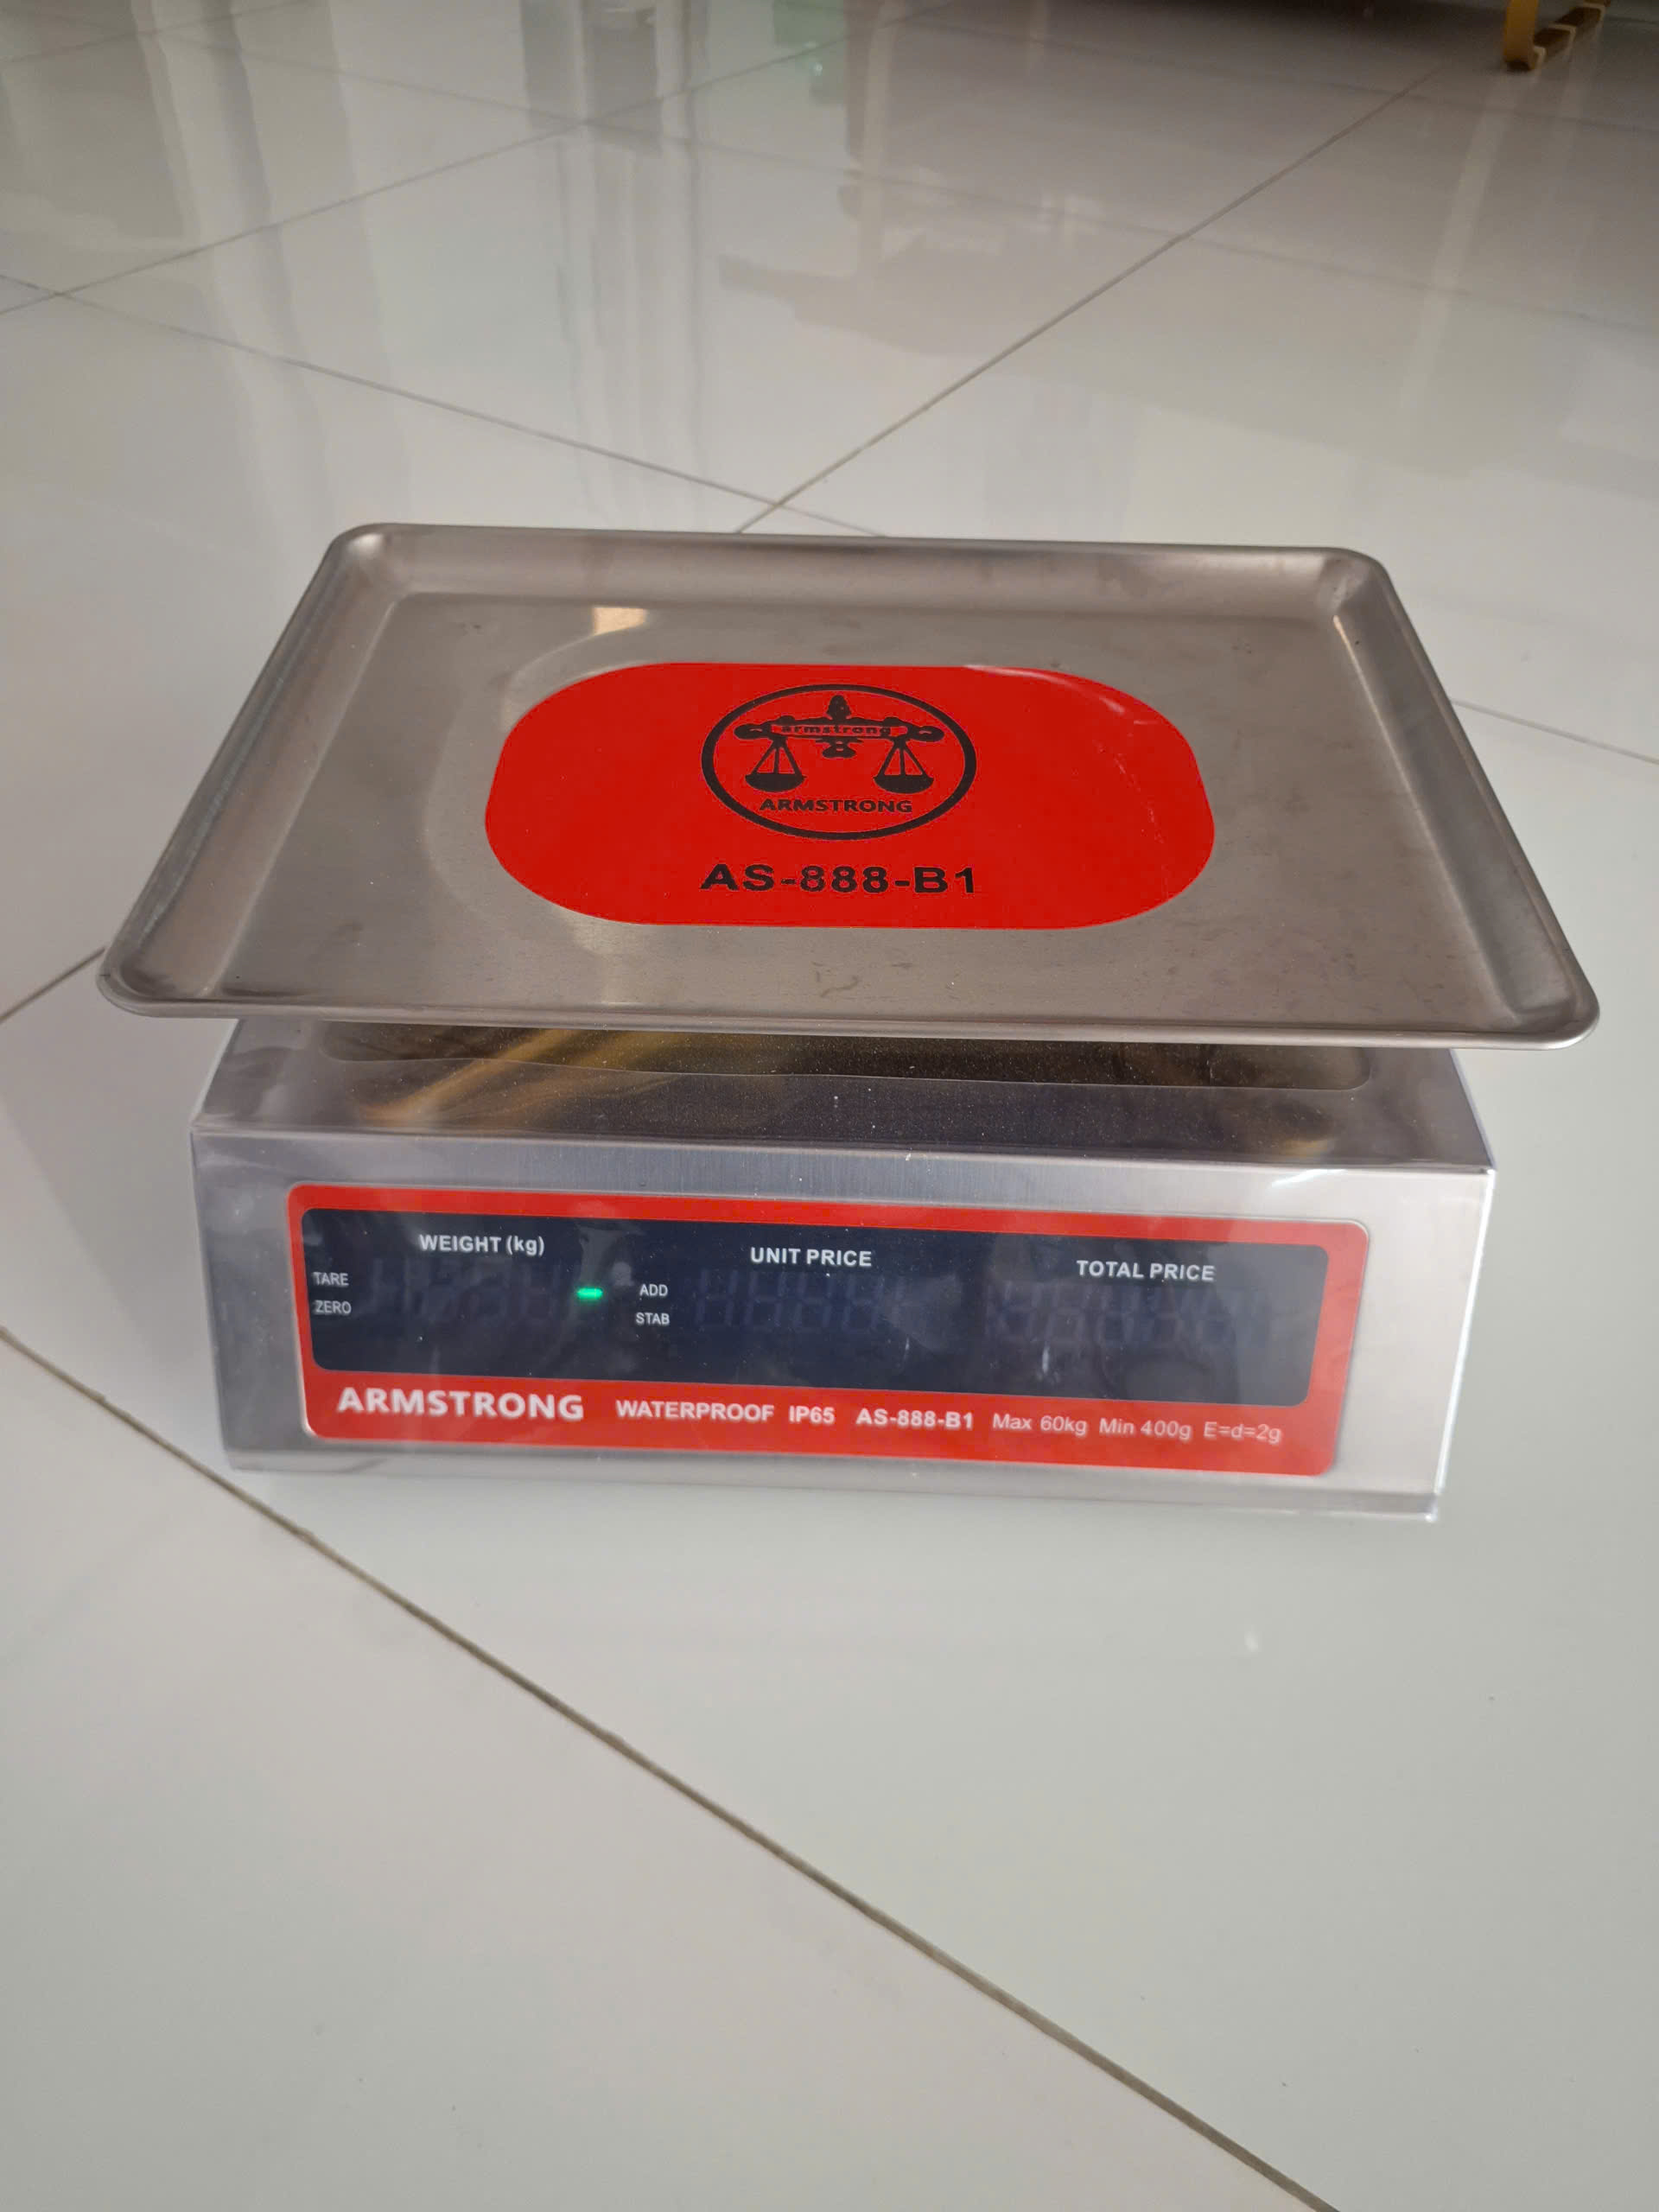 armstrong
ARMSTRONG
AS-888-B1
WEIGHT (kg) UNIT PRICE TOTAL PRICE
TARE ADD
ZERO STAB
ARMSTRONG WATERPROOF IP65 AS-888-B1 Max 60kg Min 400g E=d=2g